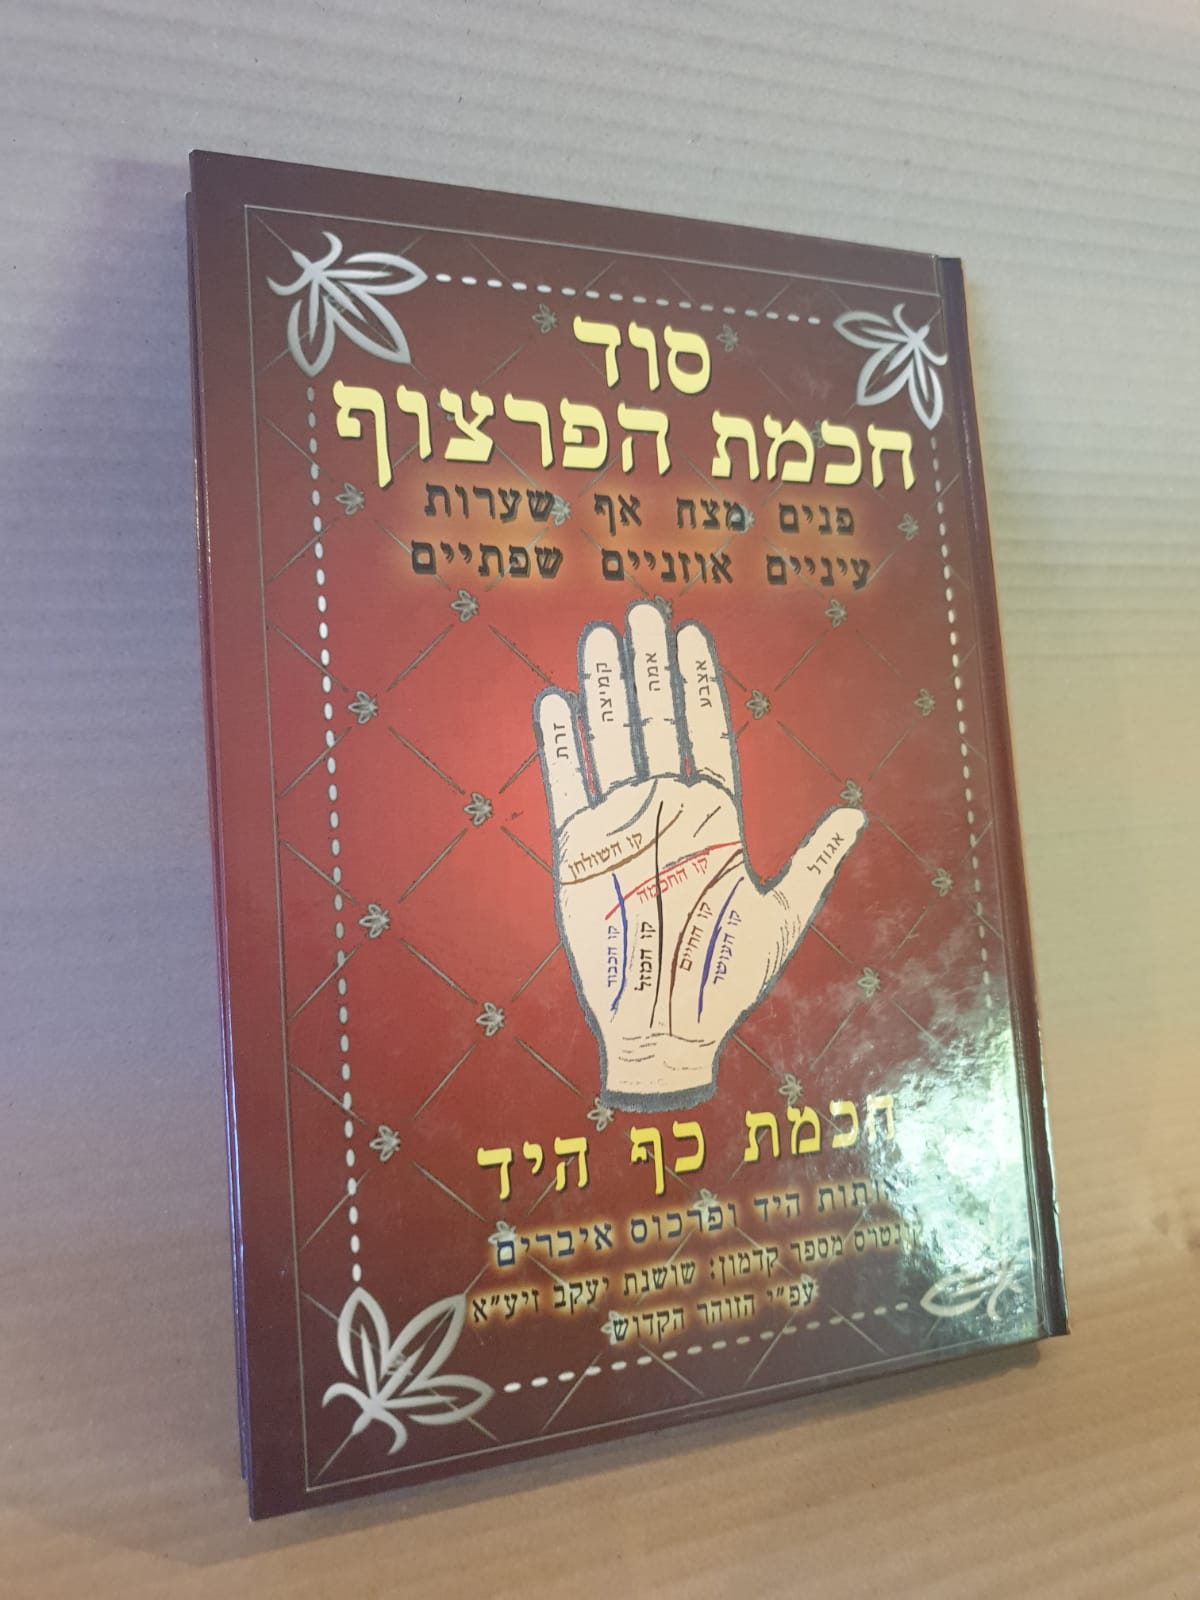 סוד
חכמת הפרצוף
פנים מצח אף שערות
עיניים אוזניים שפתיים
אצבע
אמה
קמיצה
זרת
אגודל
קו השולחן
קו החכמה
קו הכבוד
קו המזל
קו החיים
קו העושר
חכמת כף היד
היד ופרכוס איברים
מספר קדמון: שושנת יעקב זיע"א
עפ"י הזוהר הקדוש